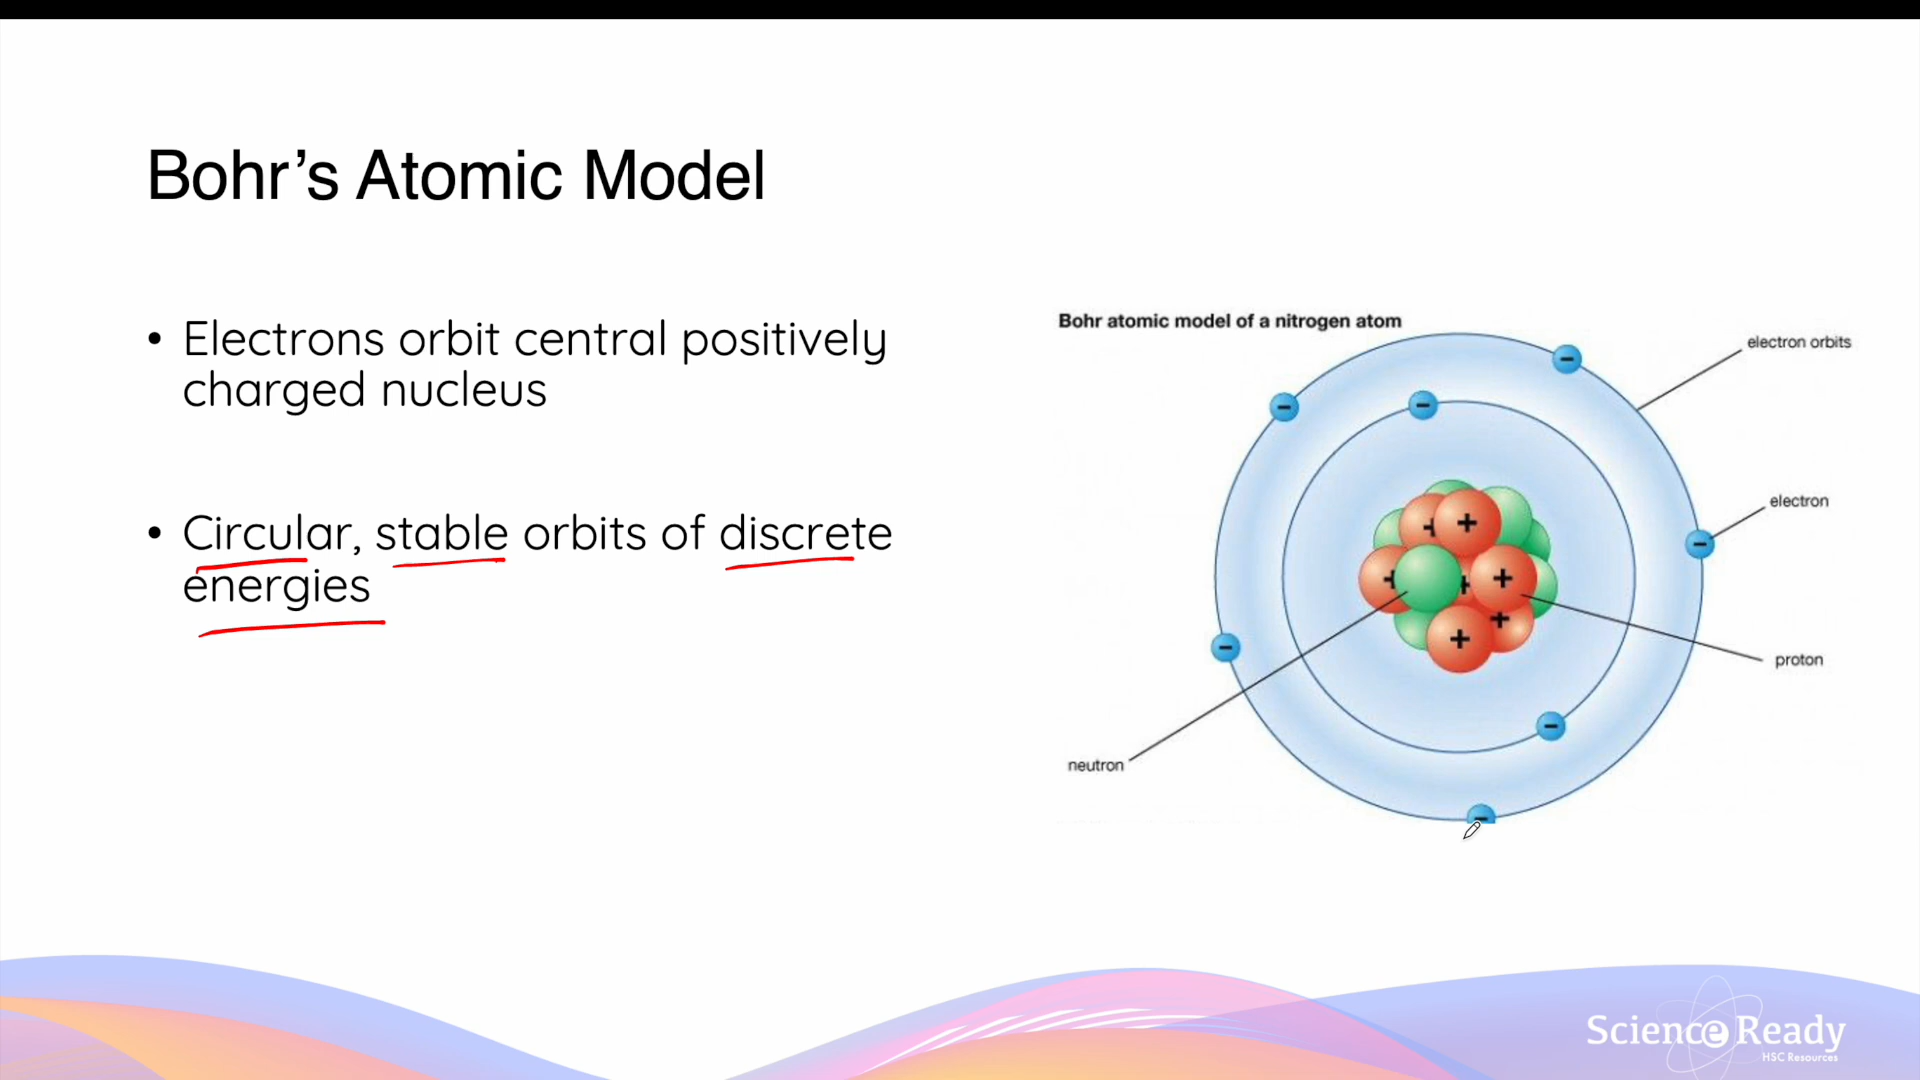 Bohr’s Atomic Model
• Electrons orbit central positively
charged nucleus
• Circular, stable orbits of discrete
energies
Bohr atomic model of a nitrogen atom
electron orbits
electron
proton
neutron
Science Ready
HSC Resources